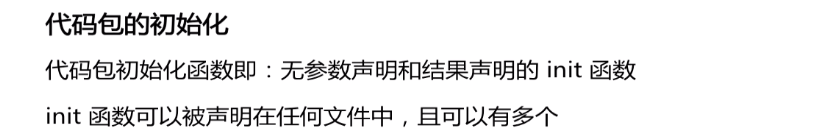 代码包的初始化
代码包初始化函数即：无参数声明和结果声明的 init 函数
init 函数可以被声明在任何文件中，且可以有多个